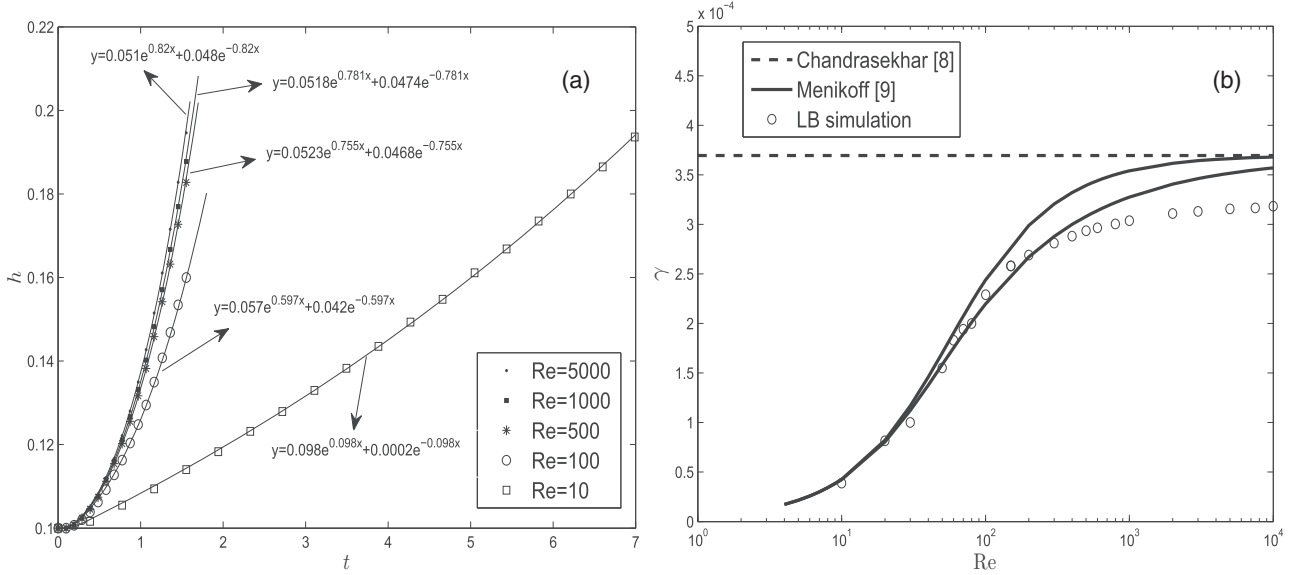 0.22
0.2
0.18
0.16
0.14
0.12
0.1
h
0 1 2 3 4 5 6 7
t
y=0.051e^0.82x+0.048e^−0.82x
y=0.0518e^0.781x+0.0474e^−0.781x
y=0.0523e^0.755x+0.0468e^−0.755x
y=0.057e^0.597x+0.042e^−0.597x
y=0.098e^0.098x+0.0002e^−0.098x
(a)
Re=5000
Re=1000
Re=500
Re=100
Re=10
5 x 10^−4
4.5
4
3.5
3
2.5
2
1.5
1
0.5
0
γ
10^0 10^1 10^2 10^3 10^4
Re
Chandrasekhar [8]
Menikoff [9]
LB simulation
(b)